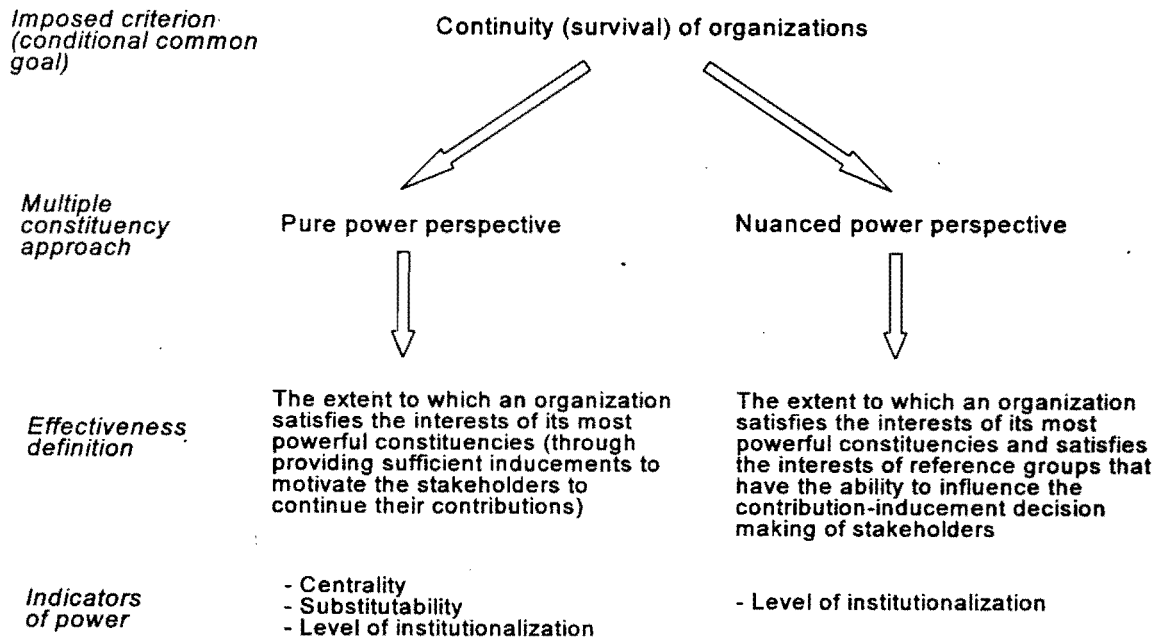 Imposed criterion
(conditional common
goal)
Continuity (survival) of organizations
Multiple
constituency
approach
Pure power perspective
Nuanced power perspective
Effectiveness
definition
The extent to which an organization
satisfies the interests of its most
powerful constituencies (through
providing sufficient inducements to
motivate the stakeholders to
continue their contributions)
The extent to which an organization
satisfies the interests of its most
powerful constituencies and satisfies
the interests of reference groups that
have the ability to influence the
contribution-inducement decision
making of stakeholders
Indicators
of power
- Centrality
- Substitutability
- Level of institutionalization
- Level of institutionalization